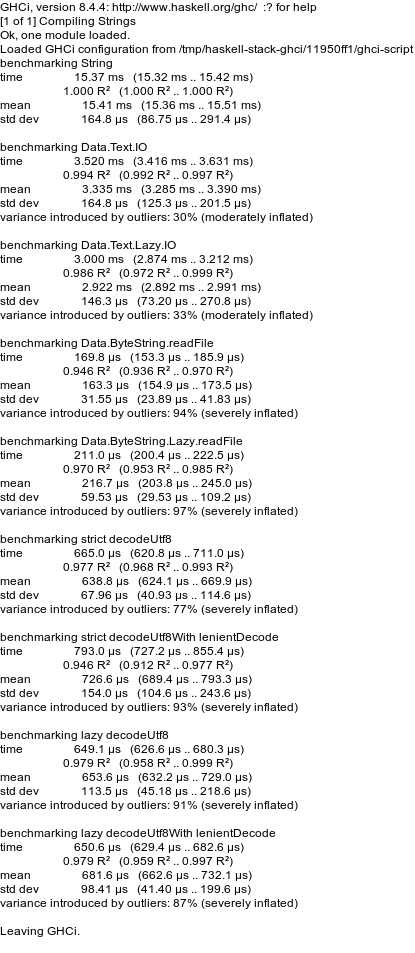 GHCi, version 8.4.4: http://www.haskell.org/ghc/  :? for help
[1 of 1] Compiling Strings
Ok, one module loaded.
Loaded GHCi configuration from /tmp/haskell-stack-ghci/11950ff1/ghci-script
benchmarking String
time 15.37 ms (15.32 ms .. 15.42 ms)
1.000 R² (1.000 R² .. 1.000 R²)
mean 15.41 ms (15.36 ms .. 15.51 ms)
std dev 164.8 µs (86.75 µs .. 291.4 µs)
benchmarking Data.Text.IO
time 3.520 ms (3.416 ms .. 3.631 ms)
0.994 R² (0.992 R² .. 0.997 R²)
mean 3.335 ms (3.285 ms .. 3.390 ms)
std dev 164.8 µs (125.3 µs .. 201.5 µs)
variance introduced by outliers: 30% (moderately inflated)
benchmarking Data.Text.Lazy.IO
time 3.000 ms (2.874 ms .. 3.212 ms)
0.986 R² (0.972 R² .. 0.999 R²)
mean 2.922 ms (2.892 ms .. 2.991 ms)
std dev 146.3 µs (73.20 µs .. 270.8 µs)
variance introduced by outliers: 33% (moderately inflated)
benchmarking Data.ByteString.readFile
time 169.8 µs (153.3 µs .. 185.9 µs)
0.946 R² (0.936 R² .. 0.970 R²)
mean 163.3 µs (154.9 µs .. 173.5 µs)
std dev 31.55 µs (23.89 µs .. 41.83 µs)
variance introduced by outliers: 94% (severely inflated)
benchmarking Data.ByteString.Lazy.readFile
time 211.0 µs (200.4 µs .. 222.5 µs)
0.970 R² (0.953 R² .. 0.985 R²)
mean 216.7 µs (203.8 µs .. 245.0 µs)
std dev 59.53 µs (29.53 µs .. 109.2 µs)
variance introduced by outliers: 97% (severely inflated)
benchmarking strict decodeUtf8
time 665.0 µs (620.8 µs .. 711.0 µs)
0.977 R² (0.968 R² .. 0.993 R²)
mean 638.8 µs (624.1 µs .. 669.9 µs)
std dev 67.96 µs (40.93 µs .. 114.6 µs)
variance introduced by outliers: 77% (severely inflated)
benchmarking strict decodeUtf8With lenientDecode
time 793.0 µs (727.2 µs .. 855.4 µs)
0.946 R² (0.912 R² .. 0.977 R²)
mean 726.6 µs (689.4 µs .. 793.3 µs)
std dev 154.0 µs (104.6 µs .. 243.6 µs)
variance introduced by outliers: 93% (severely inflated)
benchmarking lazy decodeUtf8
time 649.1 µs (626.6 µs .. 680.3 µs)
0.979 R² (0.958 R² .. 0.999 R²)
mean 653.6 µs (632.2 µs .. 729.0 µs)
std dev 113.5 µs (45.18 µs .. 218.6 µs)
variance introduced by outliers: 91% (severely inflated)
benchmarking lazy decodeUtf8With lenientDecode
time 650.6 µs (629.4 µs .. 682.6 µs)
0.979 R² (0.959 R² .. 0.997 R²)
mean 681.6 µs (662.6 µs .. 732.1 µs)
std dev 98.41 µs (41.40 µs .. 199.6 µs)
variance introduced by outliers: 87% (severely inflated)
Leaving GHCi.